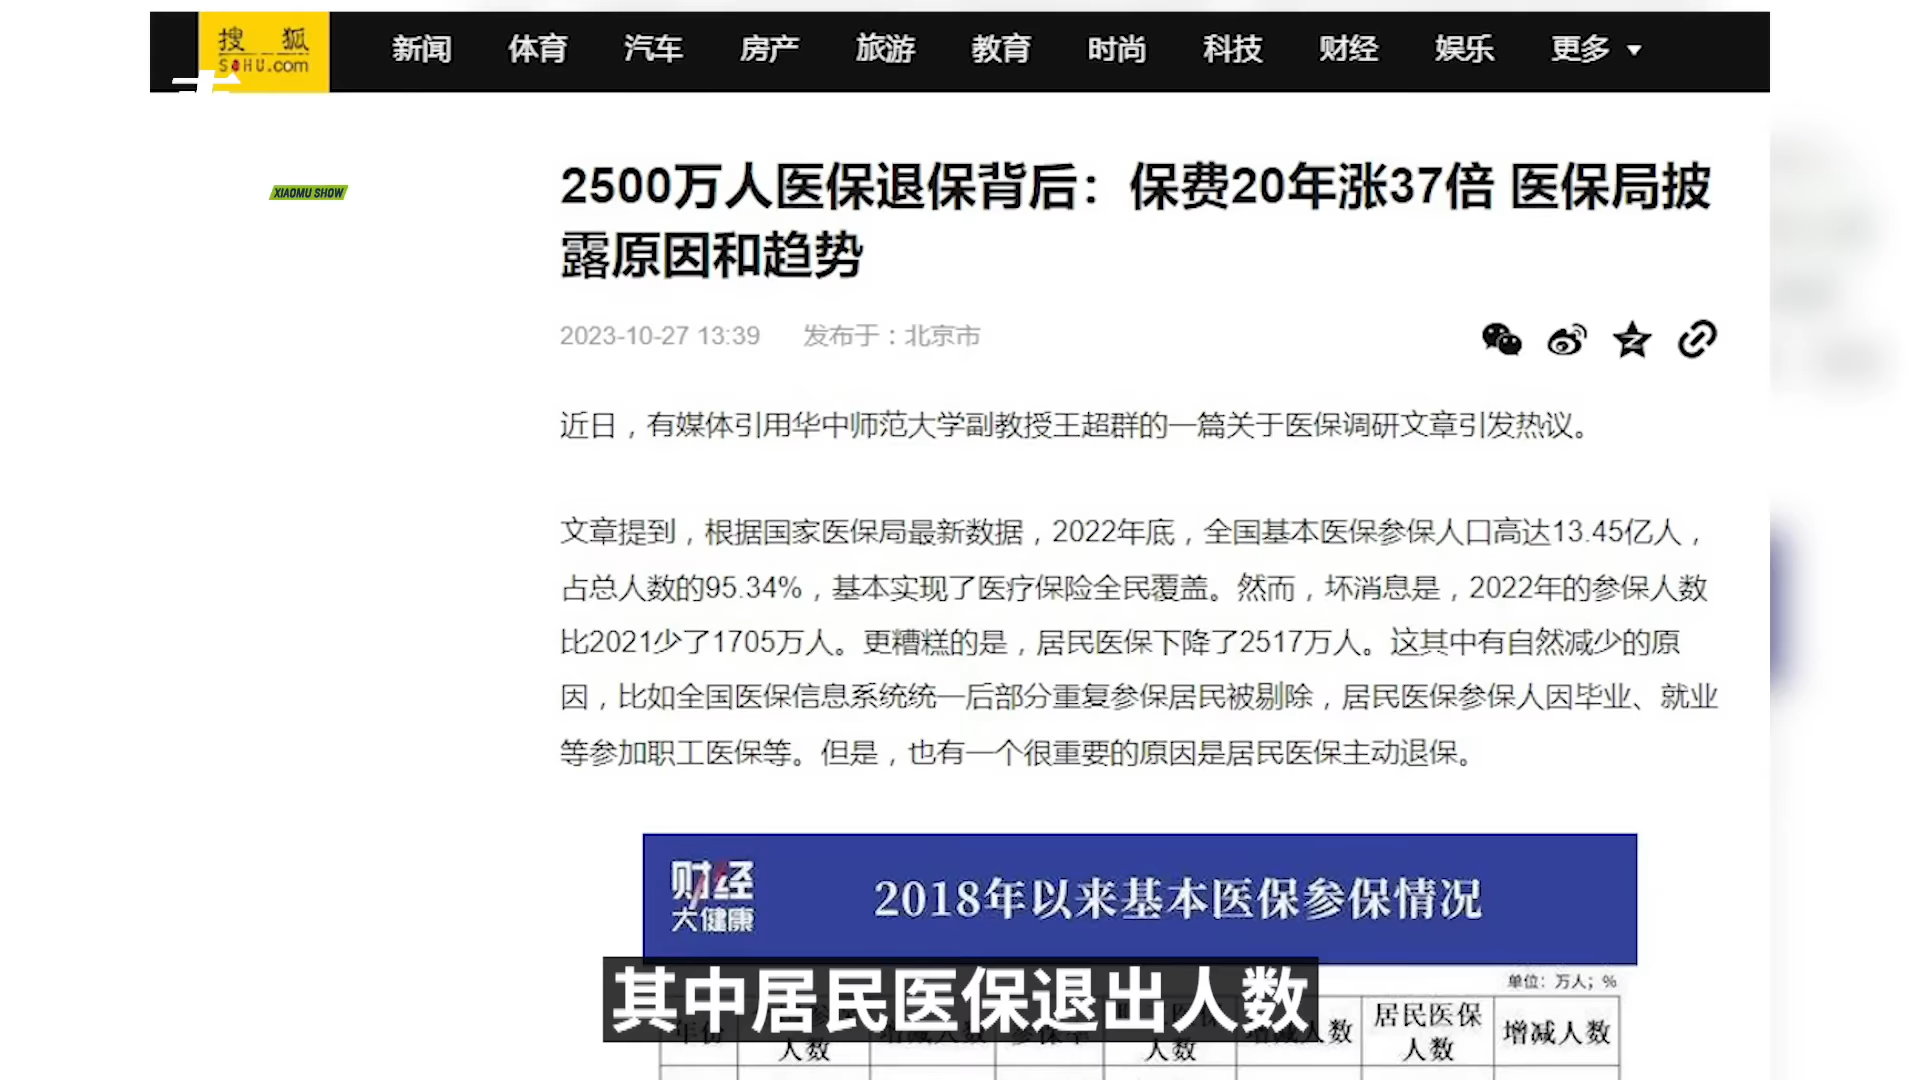 搜狐
SOHU.com
新闻 体育 汽车 房产 旅游 教育 时尚 科技 财经 娱乐 更多
XIAOMU SHOW
2500万人医保退保背后：保费20年涨37倍 医保局披
露原因和趋势
2023-10-27 13:39 发布于：北京市
近日，有媒体引用华中师范大学副教授王超群的一篇关于医保调研文章引发热议。
文章提到，根据国家医保局最新数据，2022年底，全国基本医保参保人口高达13.45亿人，
占总人数的95.34%，基本实现了医疗保险全民覆盖。然而，坏消息是，2022年的参保人数
比2021少了1705万人。更糟糕的是，居民医保下降了2517万人。这其中有自然减少的原
因，比如全国医保信息系统统一后部分重复参保居民被剔除，居民医保参保人因毕业、就业
等参加职工医保等。但是，也有一个很重要的原因是居民医保主动退保。
财经
大健康
2018年以来基本医保参保情况
单位：万人；%
其中居民医保退出人数
年份 人数 增减人数 参保率 人数 增减人数 居民医保 人数 增减人数